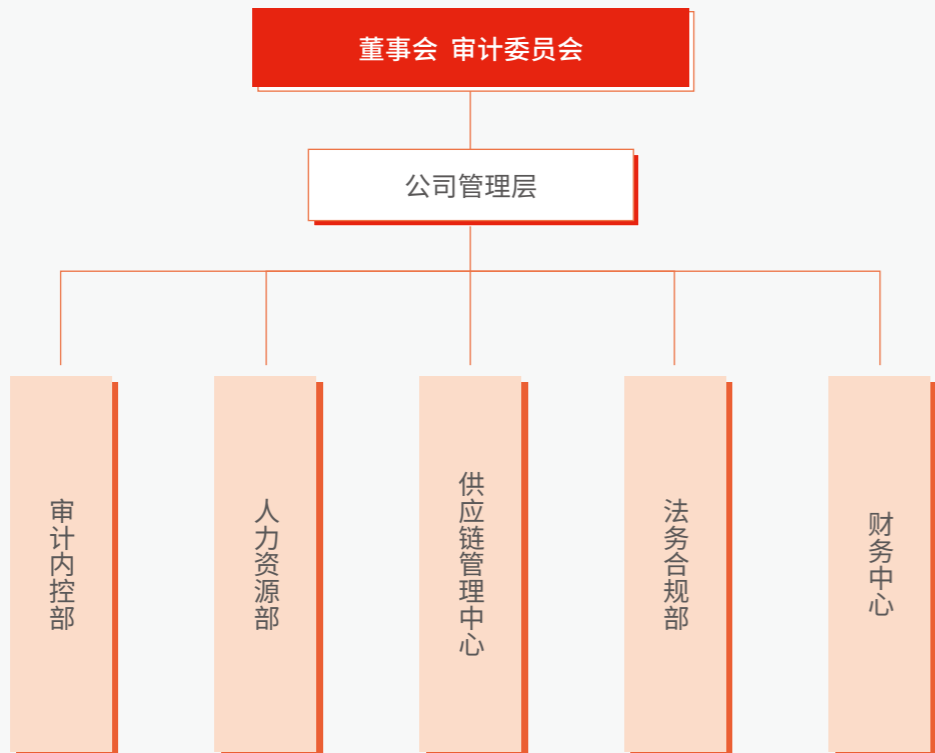 董事会 审计委员会
公司管理层
审计内控部
人力资源部
供应链管理中心
法务合规部
财务中心